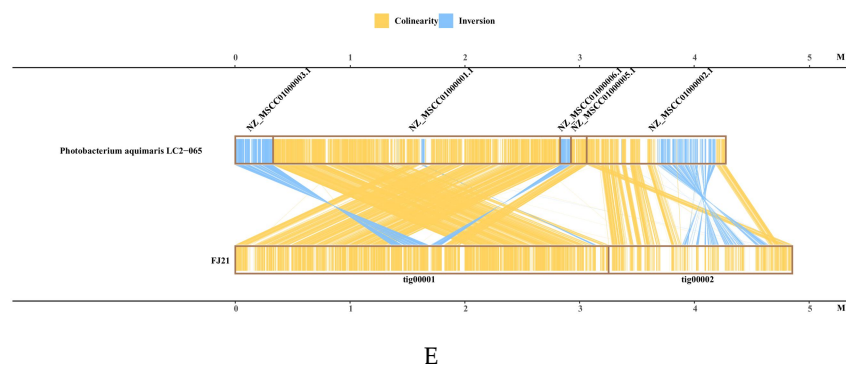 Colinearity Inversion
0 1 2 3 4 5 M
NZ_MSCC01000003.1 NZ_MSCC01000001.1 NZ_MSCC01000006.1 NZ_MSCC01000005.1 NZ_MSCC01000002.1
Photobacterium aquimaris LC2−065
FJ21
tig00001 tig00002
0 1 2 3 4 5 M
E